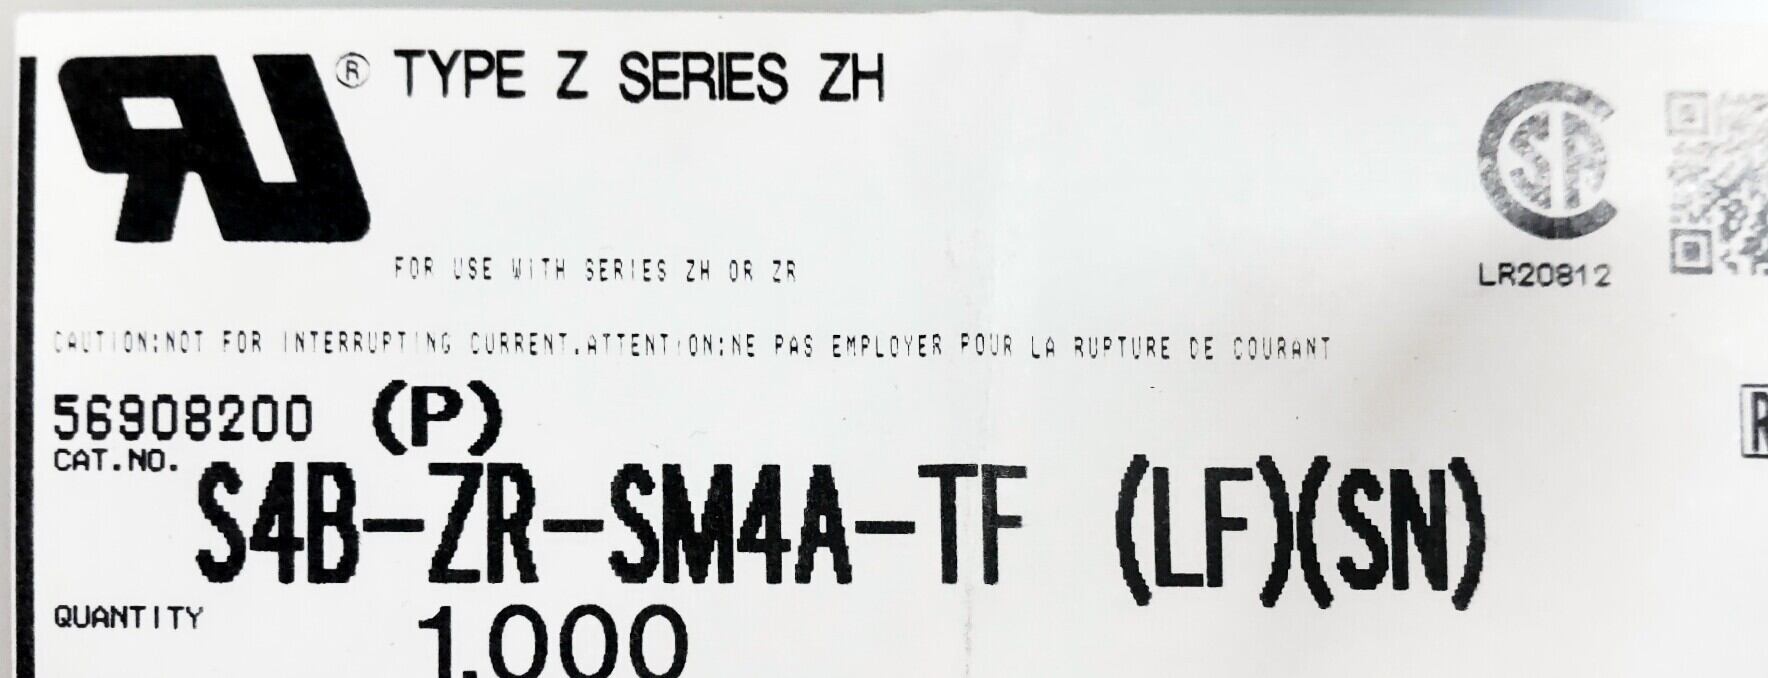 ® TYPE Z SERIES ZH
FOR USE WITH SERIES ZH OR ZR
LR20812
CAUTION:NOT FOR INTERRUPTING CURRENT.ATTENTION:NE PAS EMPLOYER POUR LA RUPTURE DE COURANT
56908200 (P)
CAT.NO.
S4B-ZR-SM4A-TF (LF)(SN)
QUANTITY
1,000